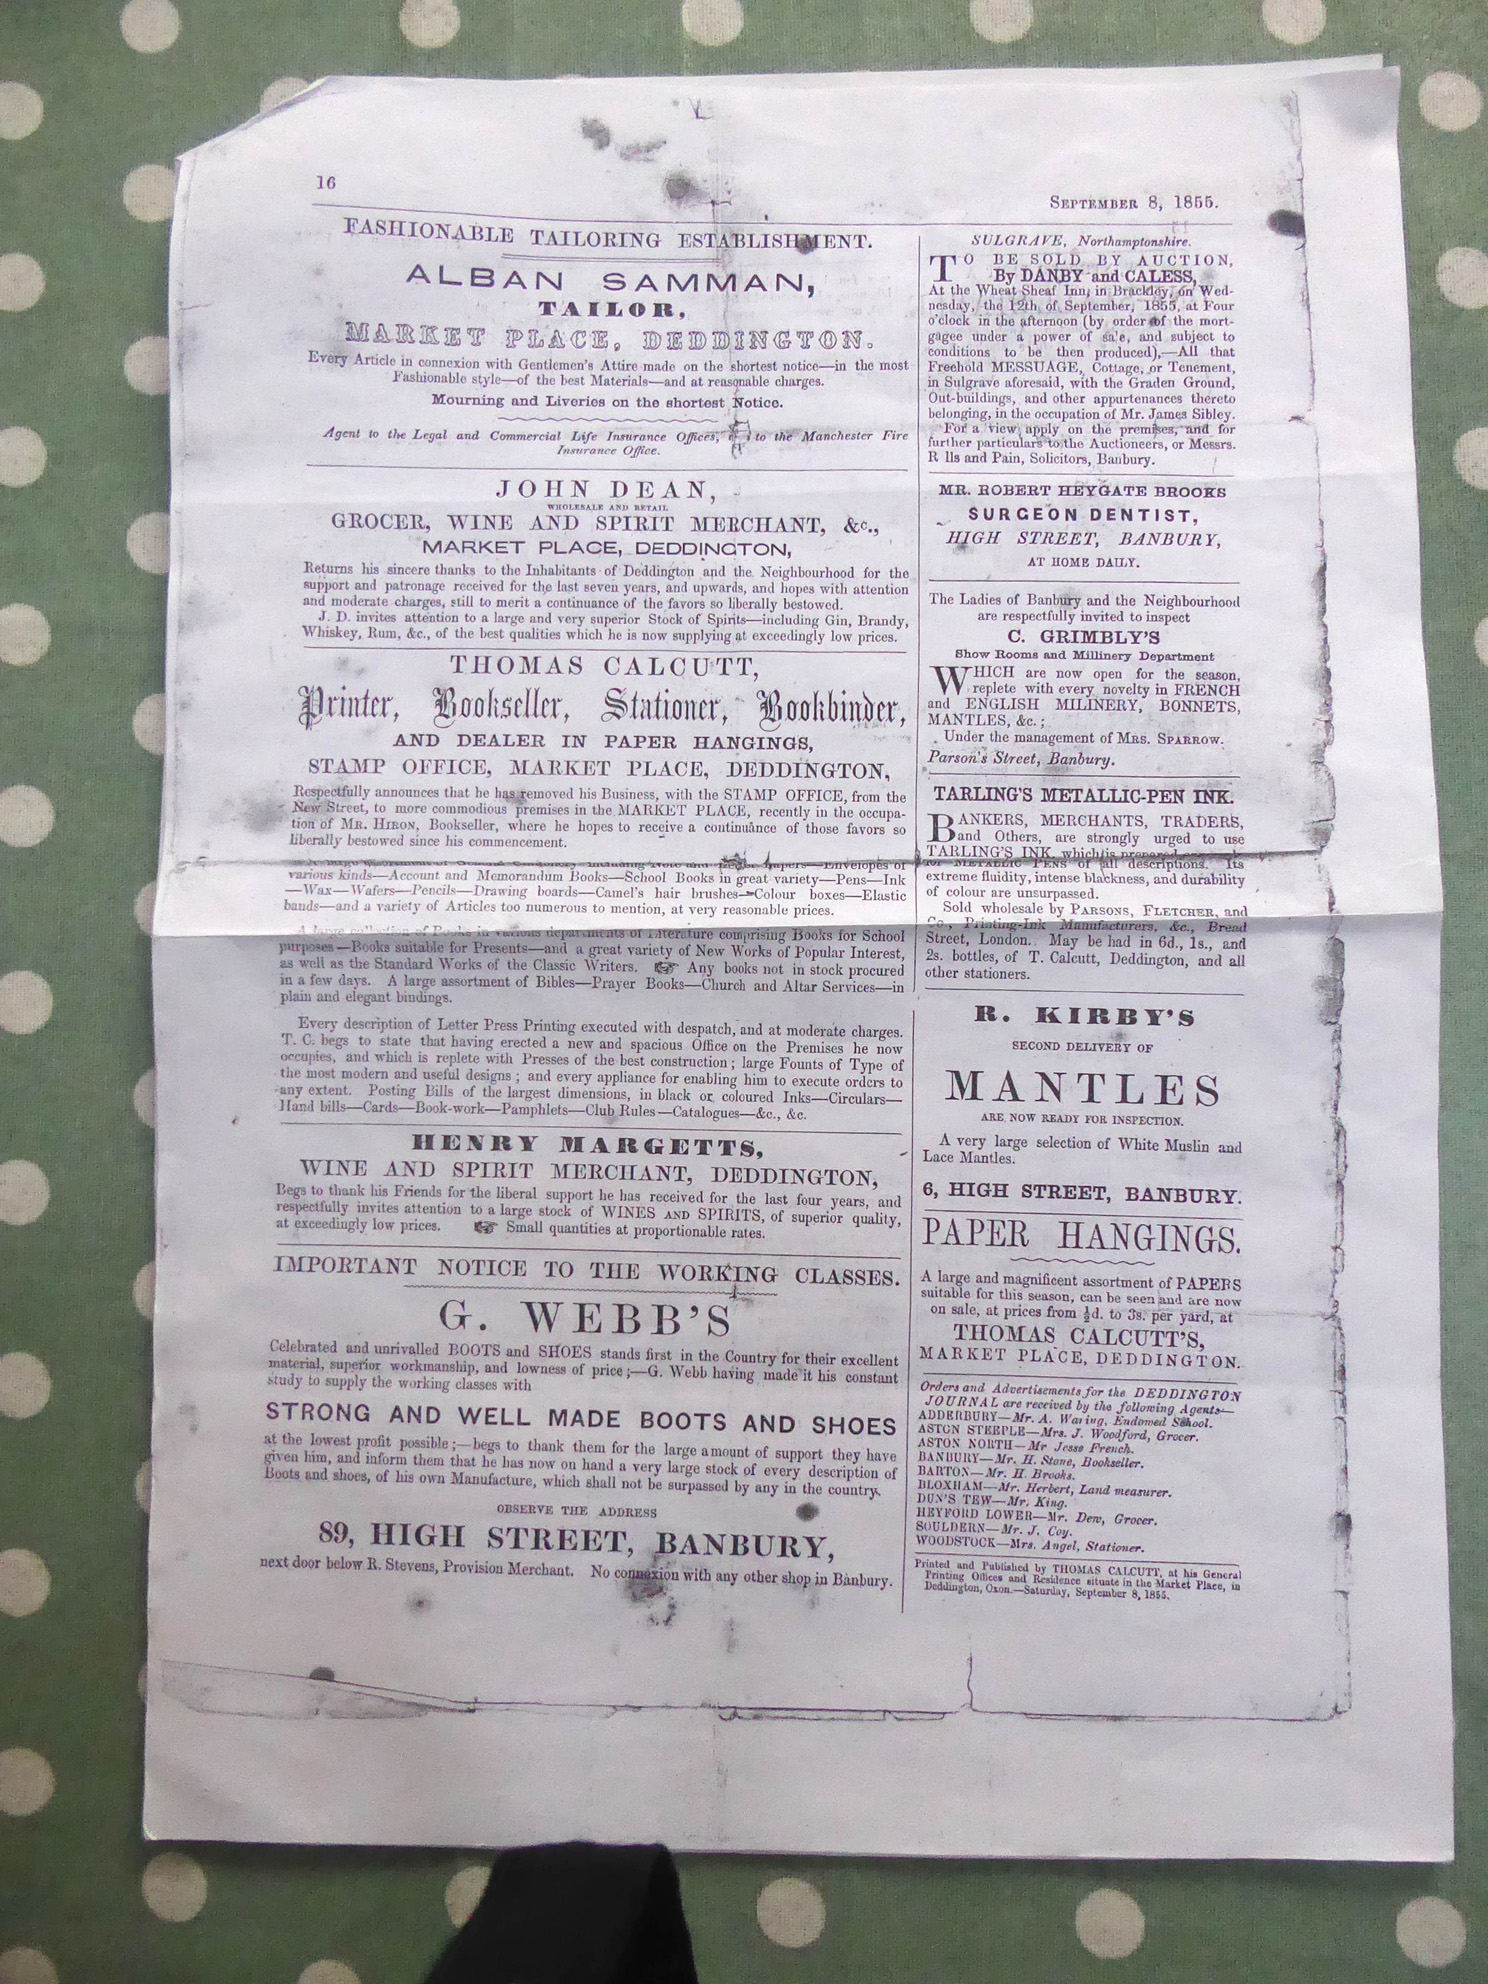 16
SEPTEMBER 8, 1855.
FASHIONABLE TAILORING ESTABLISHMENT.
ALBAN SAMMAN,
TAILOR,
MARKET PLACE, DEDDINGTON.
Every Article in connexion with Gentlemen's Attire made on the shortest notice—in the most
Fashionable style—of the best Materials—and at reasonable charges.
Mourning and Liveries on the shortest Notice.
Agent to the Legal and Commercial Life Insurance Offices, to the Manchester Fire
Insurance Office.
JOHN DEAN,
WHOLESALE AND RETAIL
GROCER, WINE AND SPIRIT MERCHANT, &c.,
MARKET PLACE, DEDDINGTON,
Returns his sincere thanks to the Inhabitants of Deddington and the Neighbourhood for the
support and patronage received for the last seven years, and upwards, and hopes with attention
and moderate charges, still to merit a continuance of the favors so liberally bestowed.
J. D. invites attention to a large and very superior Stock of Spirits—including Gin, Brandy,
Whiskey, Rum, &c., of the best qualities which he is now supplying at exceedingly low prices.
THOMAS CALCUTT,
Printer, Bookseller, Stationer, Bookbinder,
AND DEALER IN PAPER HANGINGS,
STAMP OFFICE, MARKET PLACE, DEDDINGTON,
Respectfully announces that he has removed his Business, with the STAMP OFFICE, from the
New Street, to more commodious premises in the MARKET PLACE, recently in the occupa-
tion of MR. HIRON, Bookseller, where he hopes to receive a continuance of those favors so
liberally bestowed since his commencement.
including Note and Papers—Envelopes of
various kinds—Account and Memorandum Books—School Books in great variety—Pens—Ink
—Wax—Wafers—Pencils—Drawing boards—Camel's hair brushes—Colour boxes—Elastic
bands—and a variety of Articles too numerous to mention, at very reasonable prices.
A large collection of Books in various departments of Literature comprising Books for School
purposes—Books suitable for Presents—and a great variety of New Works of Popular Interest,
as well as the Standard Works of the Classic Writers. ☞ Any books not in stock procured
in a few days. A large assortment of Bibles—Prayer Books—Church and Altar Services—in
plain and elegant bindings.
Every description of Letter Press Printing executed with despatch, and at moderate charges.
T. C. begs to state that having erected a new and spacious Office on the Premises he now
occupies, and which is replete with Presses of the best construction; large Founts of Type of
the most modern and useful designs; and every appliance for enabling him to execute orders to
any extent. Posting Bills of the largest dimensions, in black or coloured Inks—Circulars—
Hand bills—Cards—Book-work—Pamphlets—Club Rules—Catalogues—&c., &c.
HENRY MARGETTS,
WINE AND SPIRIT MERCHANT, DEDDINGTON,
Begs to thank his Friends for the liberal support he has received for the last four years, and
respectfully invites attention to a large stock of WINES AND SPIRITS, of superior quality,
at exceedingly low prices. ☞ Small quantities at proportionable rates.
IMPORTANT NOTICE TO THE WORKING CLASSES.
G. WEBB'S
Celebrated and unrivalled BOOTS and SHOES stands first in the Country for their excellent
material, superior workmanship, and lowness of price;—G. Webb having made it his constant
study to supply the working classes with
STRONG AND WELL MADE BOOTS AND SHOES
at the lowest profit possible;—begs to thank them for the large amount of support they have
given him, and inform them that he has now on hand a very large stock of every description of
Boots and shoes, of his own Manufacture, which shall not be surpassed by any in the country.
OBSERVE THE ADDRESS
89, HIGH STREET, BANBURY,
next door below R. Stevens, Provision Merchant. No connexion with any other shop in Banbury.
SULGRAVE, Northamptonshire.
TO BE SOLD BY AUCTION,
By DANBY and CALESS,
At the Wheat Sheaf Inn, in Brackley, on Wed-
nesday, the 12th of September, 1855, at Four
o'clock in the afternoon (by order of the mort-
gagee under a power of sale, and subject to
conditions to be then produced),—All that
Freehold MESSUAGE, Cottage, or Tenement,
in Sulgrave aforesaid, with the Graden Ground,
Out-buildings, and other appurtenances thereto
belonging, in the occupation of Mr. James Sibley.
For a view apply on the premises, and for
further particulars to the Auctioneers, or Messrs.
R lls and Pain, Solicitors, Banbury.
MR. ROBERT HEYGATE BROOKS
SURGEON DENTIST,
HIGH STREET, BANBURY,
AT HOME DAILY.
The Ladies of Banbury and the Neighbourhood
are respectfully invited to inspect
C. GRIMBLY'S
Show Rooms and Millinery Department
WHICH are now open for the season,
replete with every novelty in FRENCH
and ENGLISH MILINERY, BONNETS,
MANTLES, &c.;
Under the management of MRS. SPARROW.
Parson's Street, Banbury.
TARLING'S METALLIC-PEN INK.
BANKERS, MERCHANTS, TRADERS,
and Others, are strongly urged to use
TARLING'S INK, which is prepared
for METALLIC PENS of all descriptions. Its
extreme fluidity, intense blackness, and durability
of colour are unsurpassed.
Sold wholesale by PARSONS, FLETCHER, and
Co., Printing-Ink Manufacturers, &c., Bread
Street, London. May be had in 6d., 1s., and
2s. bottles, of T. Calcutt, Deddington, and all
other stationers.
R. KIRBY'S
SECOND DELIVERY OF
MANTLES
ARE NOW READY FOR INSPECTION.
A very large selection of White Muslin and
Lace Mantles.
6, HIGH STREET, BANBURY.
PAPER HANGINGS.
A large and magnificent assortment of PAPERS
suitable for this season, can be seen and are now
on sale, at prices from ½d. to 3s. per yard, at
THOMAS CALCUTT'S,
MARKET PLACE, DEDDINGTON.
Orders and Advertisements for the DEDDINGTON
JOURNAL are received by the following Agents—
ADDERBURY—Mr. A. Waring, Endowed School.
ASTON STEEPLE—Mrs. J. Woodford, Grocer.
ASTON NORTH—Mr Jesse French.
BANBURY—Mr. H. Stone, Bookseller.
BARTON—Mr. H. Brooks.
BLOXHAM—Mr. Herbert, Land measurer.
DUN'S TEW—Mr. King.
HEYFORD LOWER—Mr. Dew, Grocer.
SOULDERN—Mr. J. Coy.
WOODSTOCK—Mrs. Angel, Stationer.
Printed and Published by THOMAS CALCUTT, at his General
Printing Offices and Residence situate in the Market Place, in
Deddington, Oxon.—Saturday, September 8, 1855.